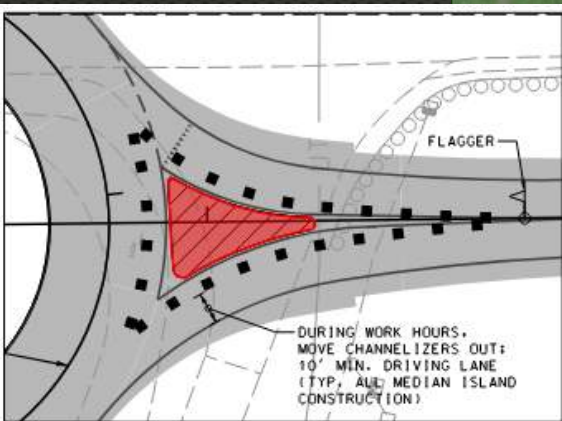 FLAGGER
DURING WORK HOURS,
MOVE CHANNELIZERS OUT;
10' MIN. DRIVING LANE
(TYP, ALL MEDIAN ISLAND
CONSTRUCTION)